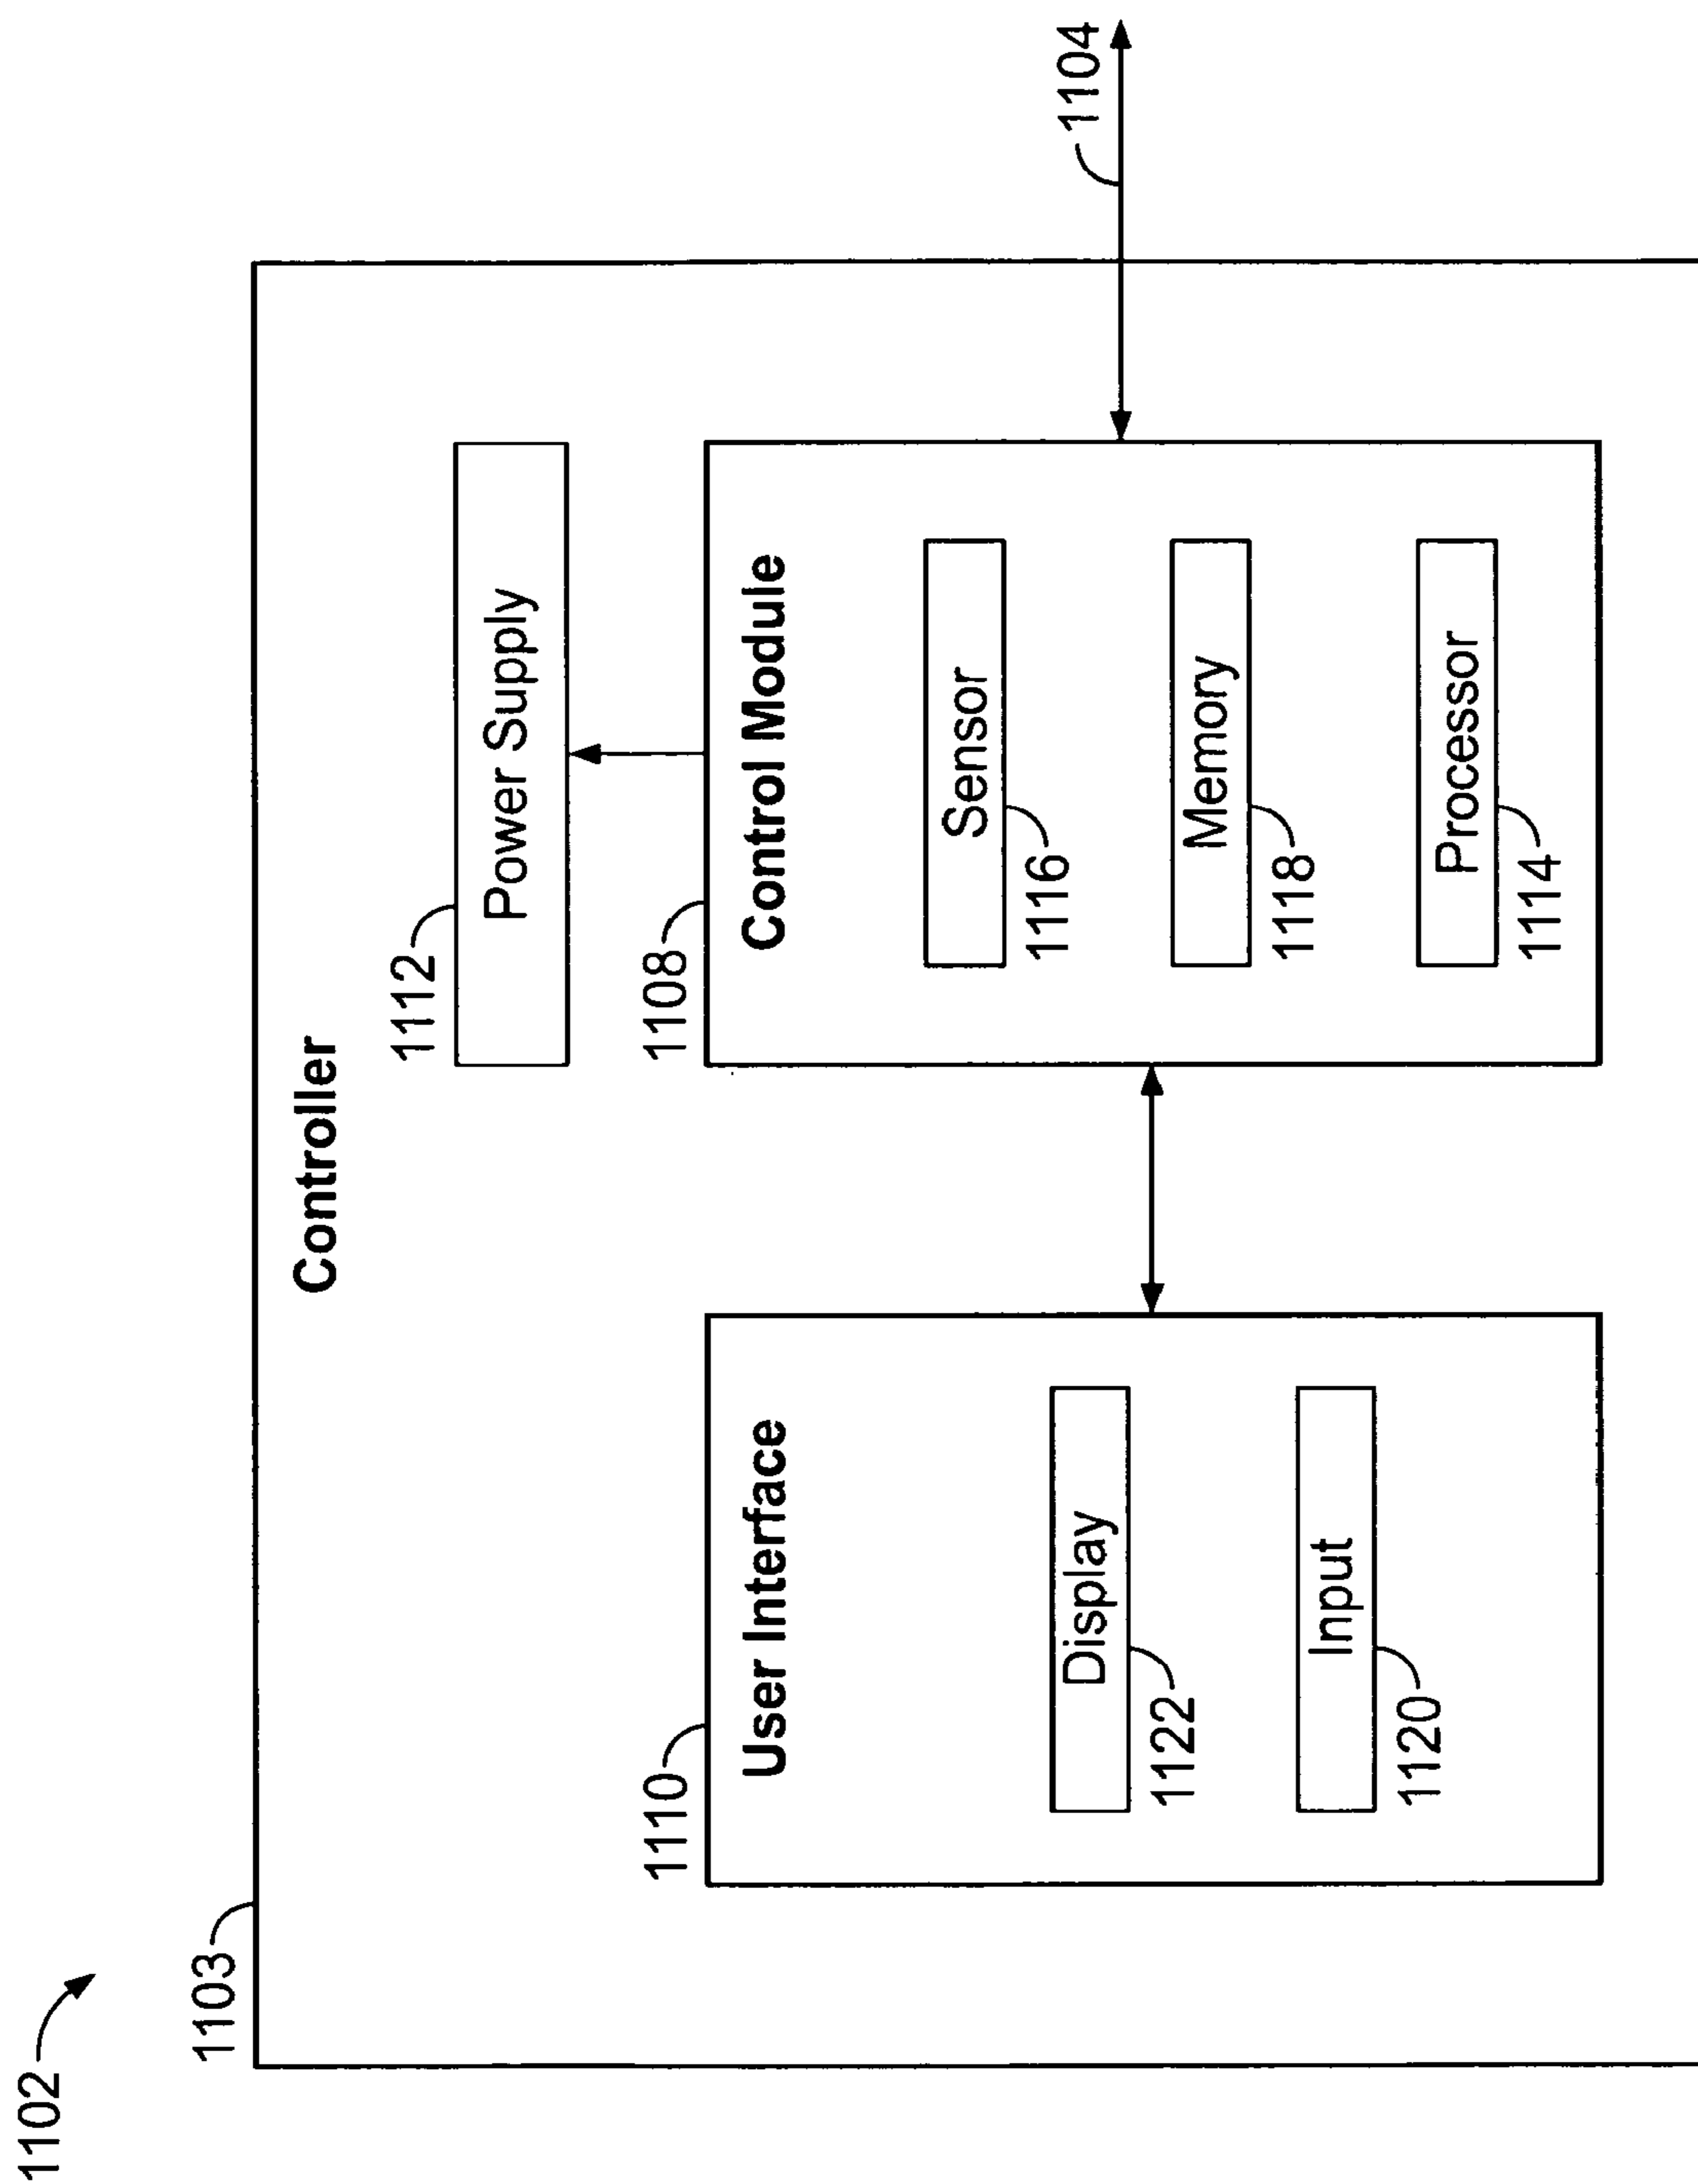 1102
1103
Controller
1112
Power Supply
1110
User Interface
1108
Control Module
Sensor
1116
1104
Display
1122
Memory
1118
Input
1120
Processor
1114